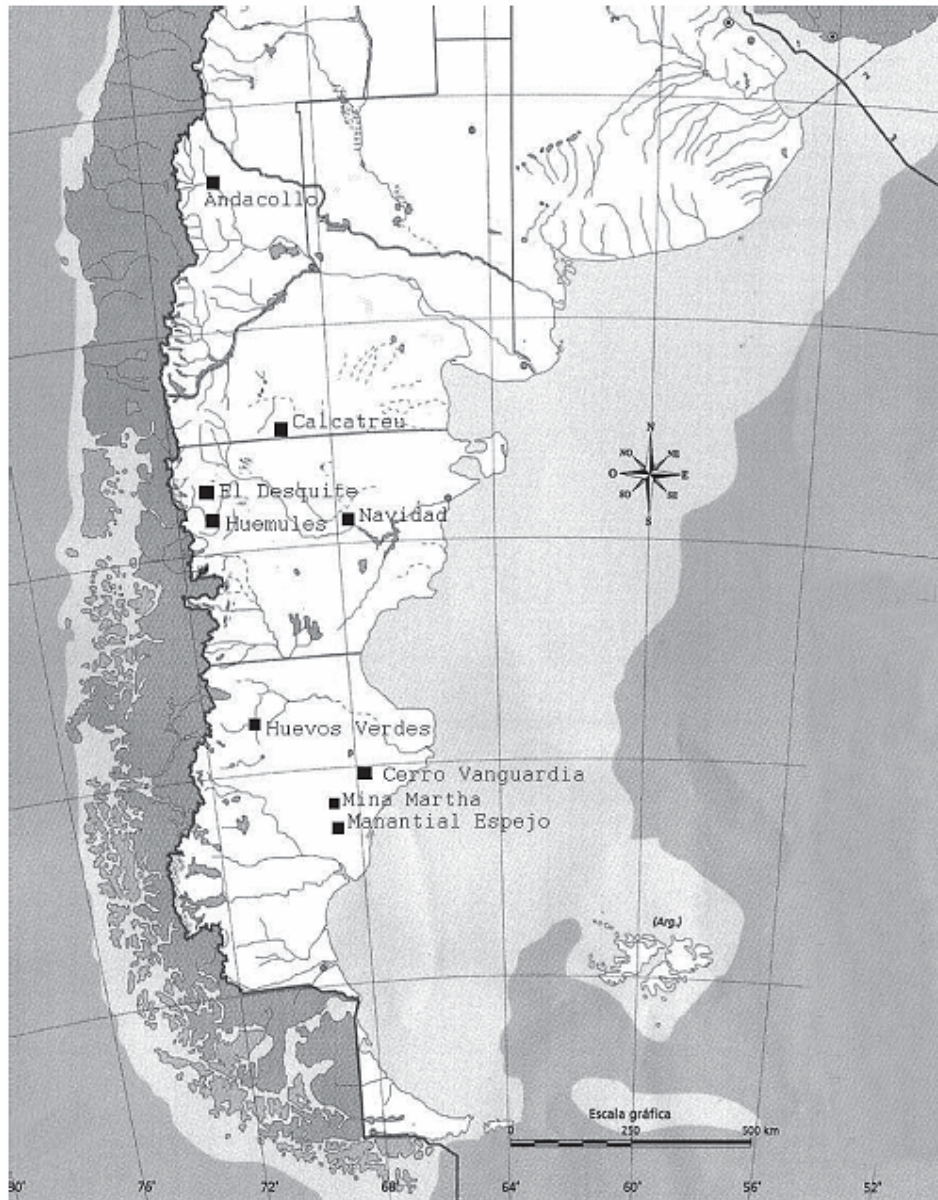 Andacollo
Calcatreu
El Desquife
Huemules
Navidad
Huevos Verdes
Cerro Vanguardia
Mina Martha
Manantial Espejo
N
NO
NE
O
E
SO
SE
S
(Arg.)
Escala gráfica
0 250 500 km
80' 76' 72' 68' 64' 60' 56' 52'